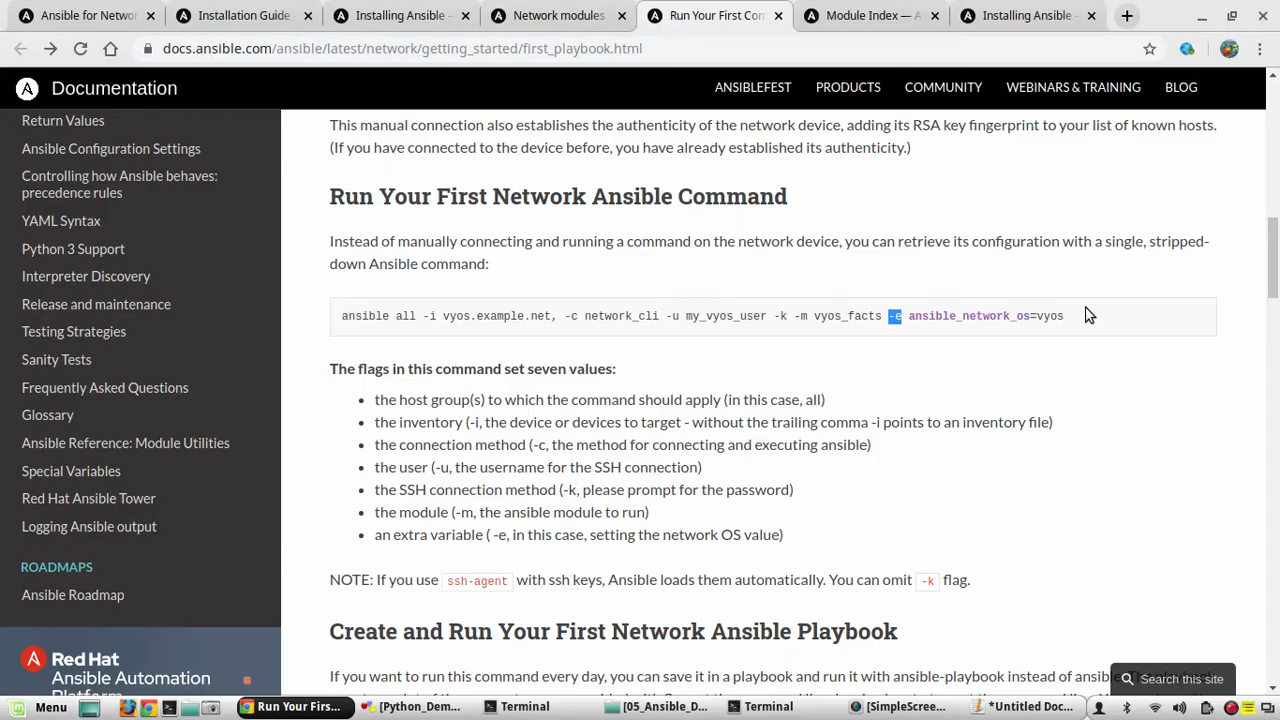 Ansible for Networ
Installation Guide
Installing Ansible
Network modules
Run Your First Com
Module Index — A
Installing Ansible
docs.ansible.com/ansible/latest/network/getting_started/first_playbook.html
Documentation
ANSIBLEFEST
PRODUCTS
COMMUNITY
WEBINARS & TRAINING
BLOG
Return Values
Ansible Configuration Settings
Controlling how Ansible behaves:
precedence rules
YAML Syntax
Python 3 Support
Interpreter Discovery
Release and maintenance
Testing Strategies
Sanity Tests
Frequently Asked Questions
Glossary
Ansible Reference: Module Utilities
Special Variables
Red Hat Ansible Tower
Logging Ansible output
ROADMAPS
Ansible Roadmap
Red Hat
Ansible Automation
Platform
This manual connection also establishes the authenticity of the network device, adding its RSA key fingerprint to your list of known hosts.
(If you have connected to the device before, you have already established its authenticity.)
Run Your First Network Ansible Command
Instead of manually connecting and running a command on the network device, you can retrieve its configuration with a single, stripped-
down Ansible command:
ansible all -i vyos.example.net, -c network_cli -u my_vyos_user -k -m vyos_facts -e ansible_network_os=vyos
The flags in this command set seven values:
• the host group(s) to which the command should apply (in this case, all)
• the inventory (-i, the device or devices to target - without the trailing comma -i points to an inventory file)
• the connection method (-c, the method for connecting and executing ansible)
• the user (-u, the username for the SSH connection)
• the SSH connection method (-k, please prompt for the password)
• the module (-m, the ansible module to run)
• an extra variable ( -e, in this case, setting the network OS value)
NOTE: If you use ssh-agent with ssh keys, Ansible loads them automatically. You can omit -k flag.
Create and Run Your First Network Ansible Playbook
If you want to run this command every day, you can save it in a playbook and run it with ansible-playbook instead of ansible
Search this site
Menu
Run Your Firs...
[Python_Dem...
Terminal
[05_Ansible_D...
Terminal
[SimpleScree...
*Untitled Doc...